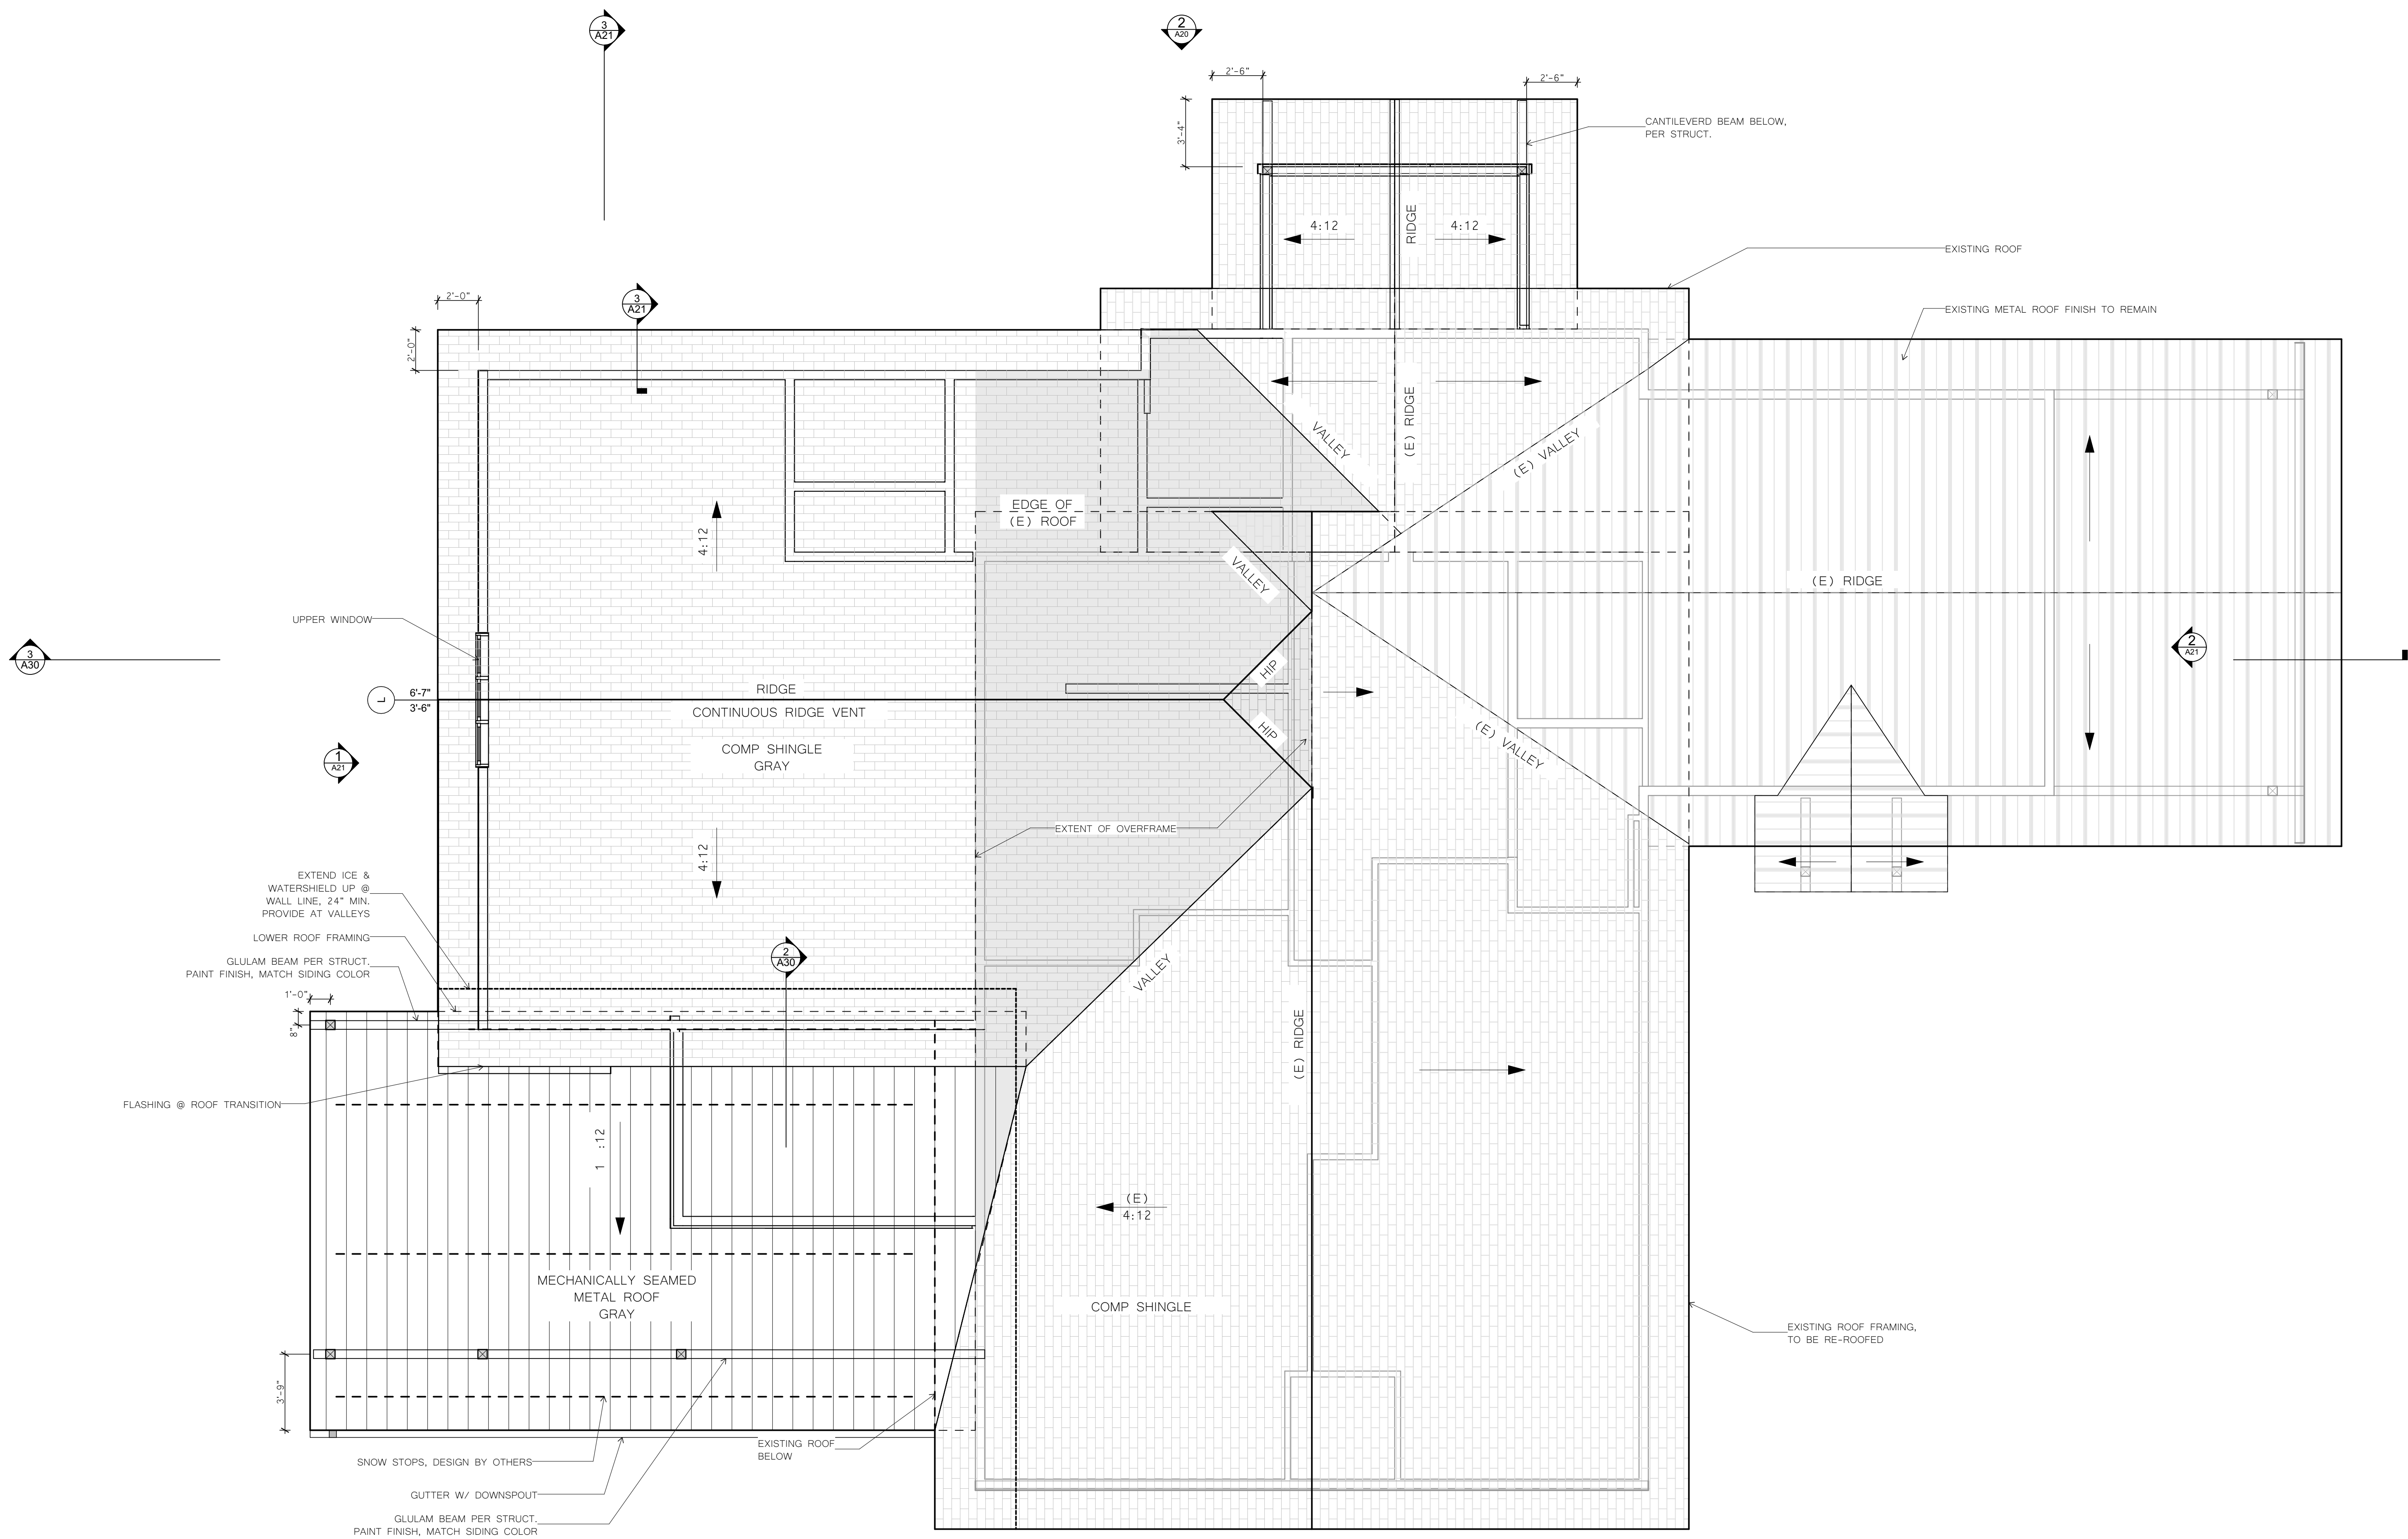 3
A21
2
A20
2'-6"
2'-6"
3'-4"
CANTILEVERD BEAM BELOW,
PER STRUCT.
4:12
RIDGE
4:12
EXISTING ROOF
3
A21
2'-0"
EXISTING METAL ROOF FINISH TO REMAIN
2'-0"
(E) RIDGE
VALLEY
(E) VALLEY
EDGE OF
(E) ROOF
4:12
VALLEY
(E) RIDGE
UPPER WINDOW
3
A30
2
A21
HIP
RIDGE
6'-7"
L
3'-6"
CONTINUOUS RIDGE VENT
HIP
(E) VALLEY
COMP SHINGLE
GRAY
1
A21
EXTENT OF OVERFRAME
4:12
EXTEND ICE &
WATERSHIELD UP @
WALL LINE, 24" MIN.
PROVIDE AT VALLEYS
LOWER ROOF FRAMING
2
A30
GLULAM BEAM PER STRUCT.
PAINT FINISH, MATCH SIDING COLOR
VALLEY
1'-0"
8"
(E) RIDGE
FLASHING @ ROOF TRANSITION
1 :12
(E)
4:12
MECHANICALLY SEAMED
METAL ROOF
GRAY
COMP SHINGLE
EXISTING ROOF FRAMING,
TO BE RE-ROOFED
3'-9"
EXISTING ROOF
BELOW
SNOW STOPS, DESIGN BY OTHERS
GUTTER W/ DOWNSPOUT
GLULAM BEAM PER STRUCT.
PAINT FINISH, MATCH SIDING COLOR